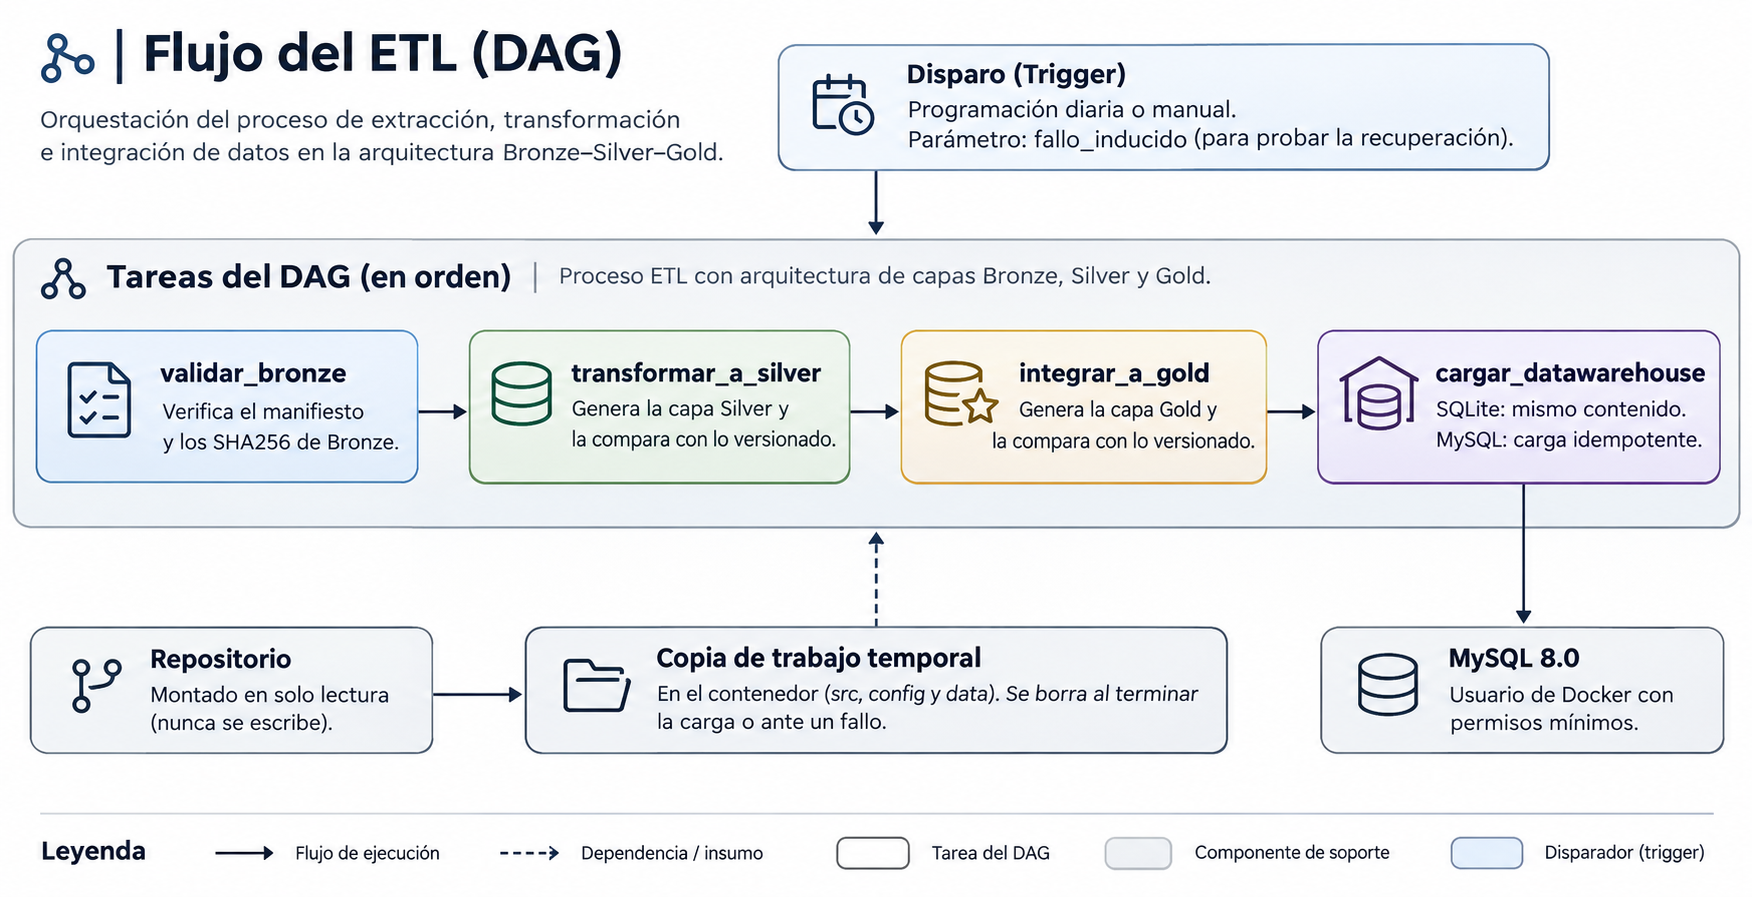 Flujo del ETL (DAG)
Orquestación del proceso de extracción, transformación
e integración de datos en la arquitectura Bronze–Silver–Gold.
Disparo (Trigger)
Programación diaria o manual.
Parámetro: fallo_inducido (para probar la recuperación).
Tareas del DAG (en orden)
Proceso ETL con arquitectura de capas Bronze, Silver y Gold.
validar_bronze
Verifica el manifiesto
y los SHA256 de Bronze.
transformar_a_silver
Genera la capa Silver y
la compara con lo versionado.
integrar_a_gold
Genera la capa Gold y
la compara con lo versionado.
cargar_datawarehouse
SQLite: mismo contenido.
MySQL: carga idempotente.
Repositorio
Montado en solo lectura
(nunca se escribe).
Copia de trabajo temporal
En el contenedor (src, config y data). Se borra al terminar
la carga o ante un fallo.
MySQL 8.0
Usuario de Docker con
permisos mínimos.
Leyenda
Flujo de ejecución
Dependencia / insumo
Tarea del DAG
Componente de soporte
Disparador (trigger)